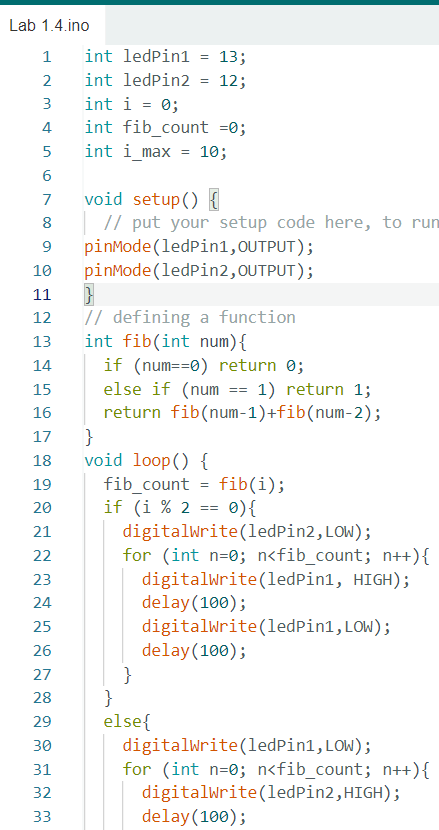 Lab 1.4.ino
1 int ledPin1 = 13;
2 int ledPin2 = 12;
3 int i = 0;
4 int fib_count =0;
5 int i_max = 10;
6
7 void setup() {
8 // put your setup code here, to run
9 pinMode(ledPin1,OUTPUT);
10 pinMode(ledPin2,OUTPUT);
11 }
12 // defining a function
13 int fib(int num){
14 if (num==0) return 0;
15 else if (num == 1) return 1;
16 return fib(num-1)+fib(num-2);
17 }
18 void loop() {
19 fib_count = fib(i);
20 if (i % 2 == 0){
21 digitalWrite(ledPin2,LOW);
22 for (int n=0; n<fib_count; n++){
23 digitalWrite(ledPin1, HIGH);
24 delay(100);
25 digitalWrite(ledPin1,LOW);
26 delay(100);
27 }
28 }
29 else{
30 digitalWrite(ledPin1,LOW);
31 for (int n=0; n<fib_count; n++){
32 digitalWrite(ledPin2,HIGH);
33 delay(100);